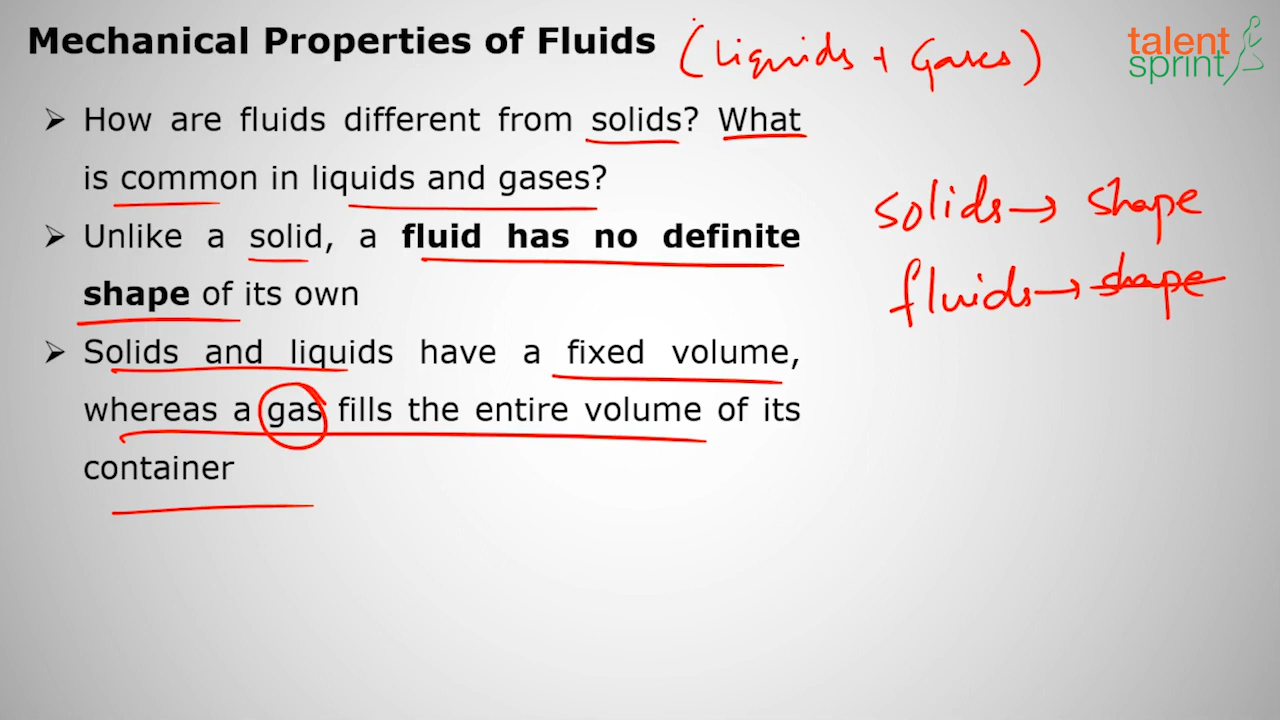 Mechanical Properties of Fluids (Liquids + Gases)
talent
sprint
➢ How are fluids different from solids? What
is common in liquids and gases?
solids → shape
➢ Unlike a solid, a fluid has no definite
shape of its own
fluids → shape
➢ Solids and liquids have a fixed volume,
whereas a gas fills the entire volume of its
container